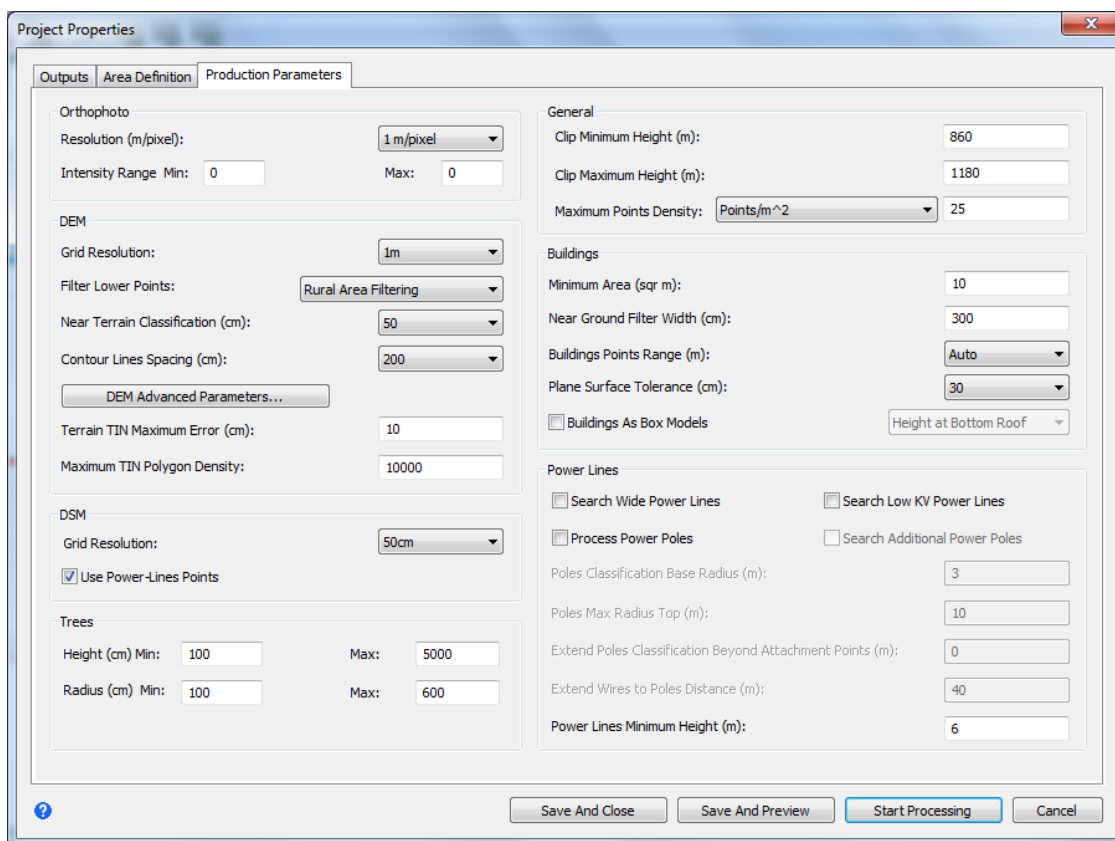 Project Properties
Outputs
Area Definition
Production Parameters
Orthophoto
Resolution (m/pixel): 1 m/pixel
Intensity Range Min: 0 Max: 0
DEM
Grid Resolution: 1m
Filter Lower Points: Rural Area Filtering
Near Terrain Classification (cm): 50
Contour Lines Spacing (cm): 200
DEM Advanced Parameters...
Terrain TIN Maximum Error (cm): 10
Maximum TIN Polygon Density: 10000
DSM
Grid Resolution: 50cm
Use Power-Lines Points
Trees
Height (cm) Min: 100 Max: 5000
Radius (cm) Min: 100 Max: 600
General
Clip Minimum Height (m): 860
Clip Maximum Height (m): 1180
Maximum Points Density: Points/m^2 25
Buildings
Minimum Area (sqr m): 10
Near Ground Filter Width (cm): 300
Buildings Points Range (m): Auto
Plane Surface Tolerance (cm): 30
Buildings As Box Models Height at Bottom Roof
Power Lines
Search Wide Power Lines Search Low KV Power Lines
Process Power Poles Search Additional Power Poles
Poles Classification Base Radius (m): 3
Poles Max Radius Top (m): 10
Extend Poles Classification Beyond Attachment Points (m): 0
Extend Wires to Poles Distance (m): 40
Power Lines Minimum Height (m): 6
Save And Close
Save And Preview
Start Processing
Cancel